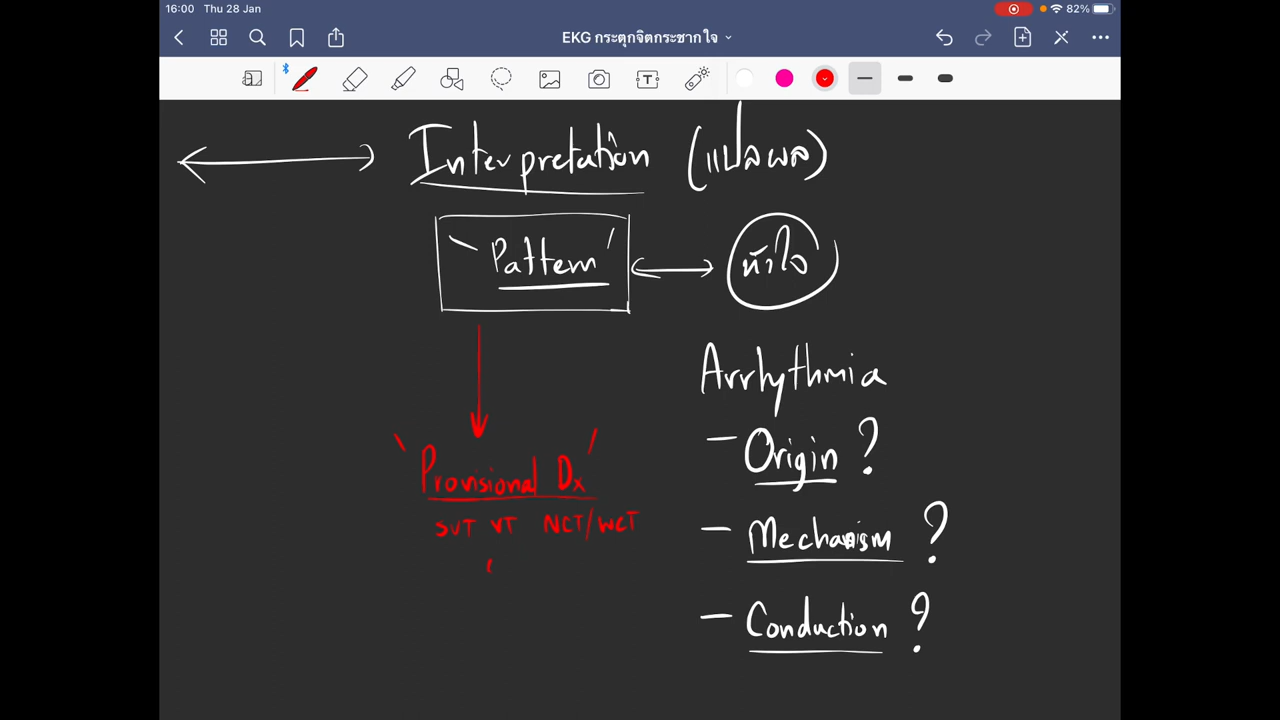 16:00 Thu 28 Jan 82%
EKG กระตุกจิตกระชากใจ
Interpretation (แปลผล)
"Pattern" หัวใจ
Arrhythmia
- Origin ?
"Provisional Dx"
SVT VT NCT/WCT
- Mechanism ?
- Conduction ?